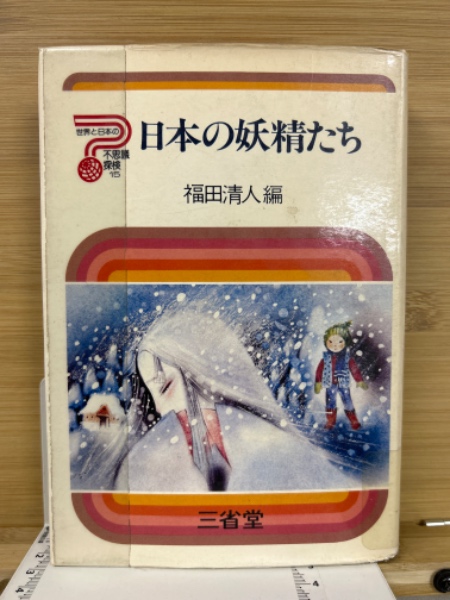 世界と日本の
不思議
探検
15
日本の妖精たち
福田清人編
三省堂